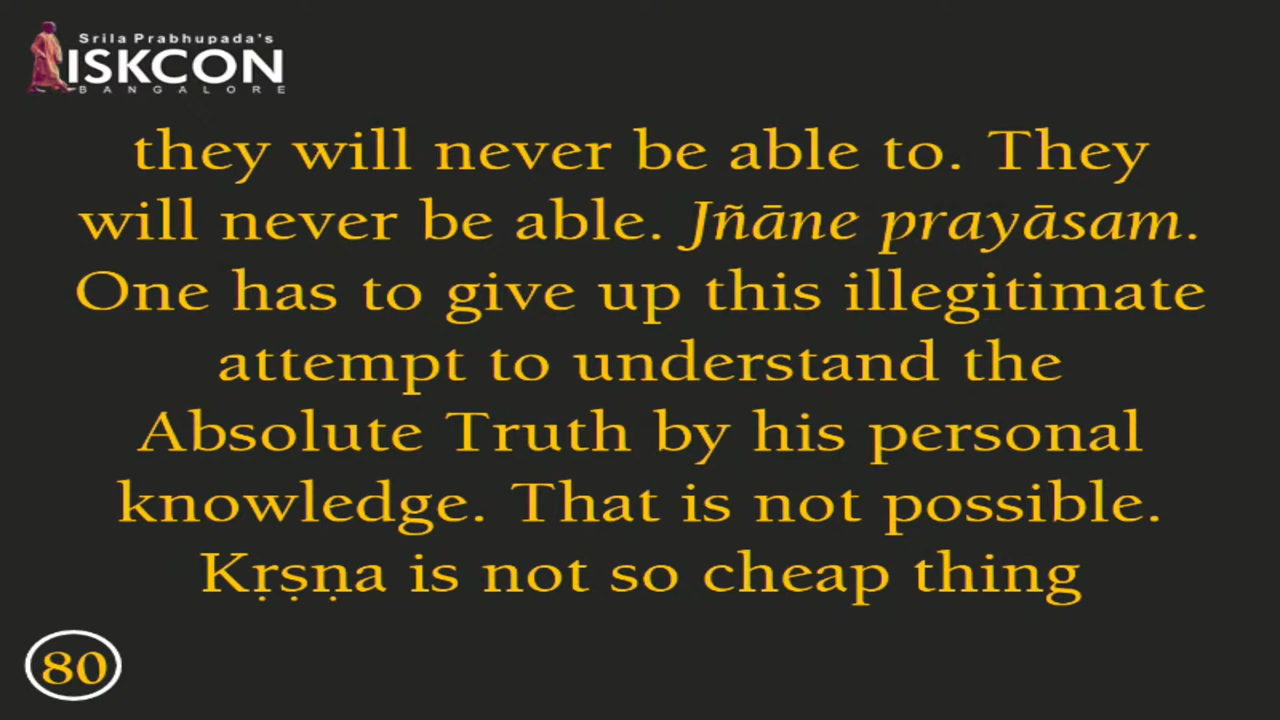 Srila Prabhupada's
ISKCON
BANGALORE
they will never be able to. They
will never be able. Jñāne prayāsam.
One has to give up this illegitimate
attempt to understand the
Absolute Truth by his personal
knowledge. That is not possible.
Kṛṣṇa is not so cheap thing
80